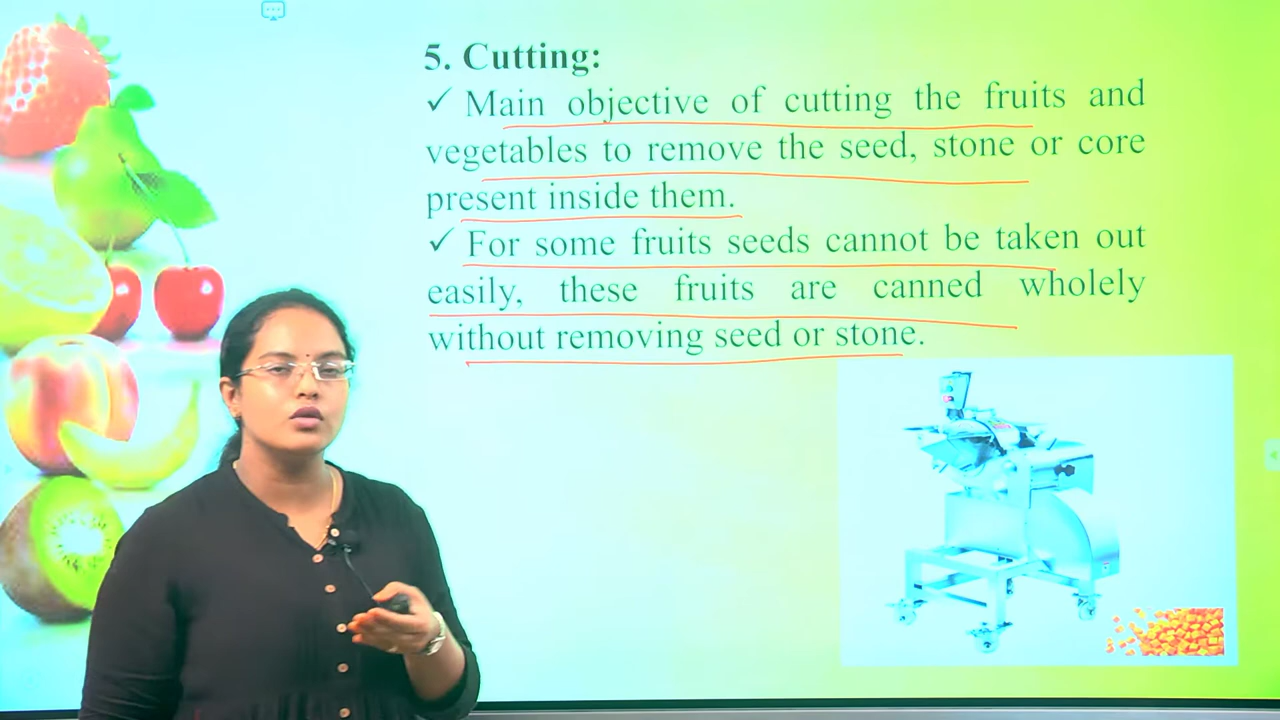 5. Cutting:
✓ Main objective of cutting the fruits and
vegetables to remove the seed, stone or core
present inside them.
✓ For some fruits seeds cannot be taken out
easily, these fruits are canned wholely
without removing seed or stone.